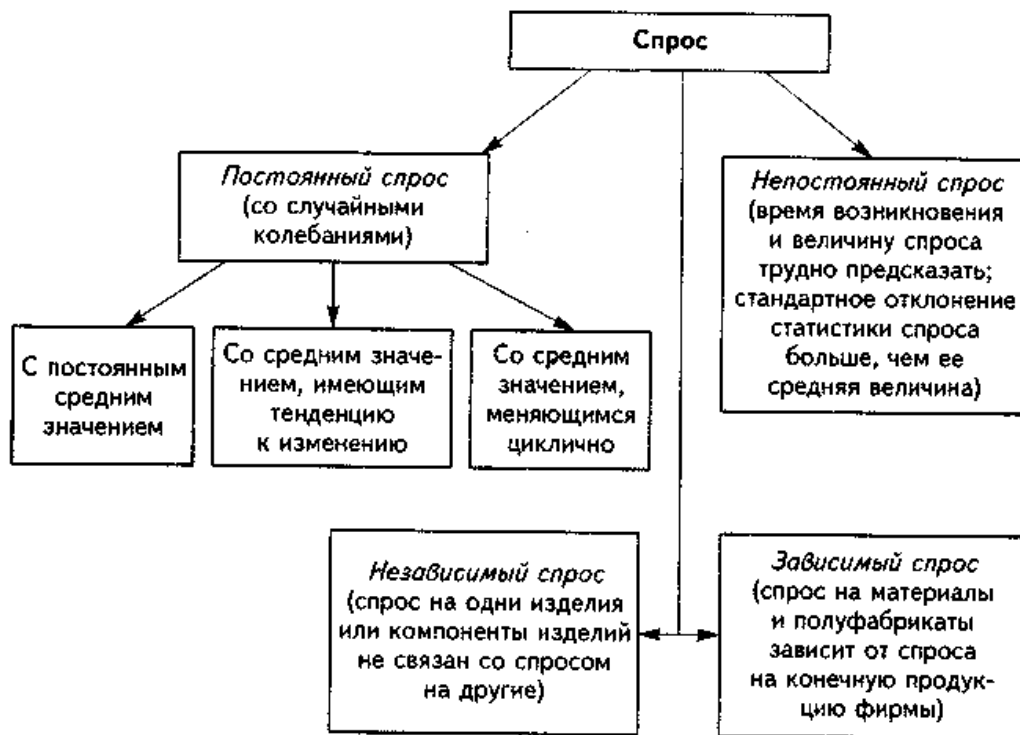 Спрос
Постоянный спрос
(со случайными
колебаниями)
Непостоянный спрос
(время возникновения
и величину спроса
трудно предсказать;
стандартное отклонение
статистики спроса
больше, чем ее
средняя величина)
С постоянным
средним
значением
Со средним значе-
нием, имеющим
тенденцию
к изменению
Со средним
значением,
меняющимся
циклично
Независимый спрос
(спрос на одни изделия
или компоненты изделий
не связан со спросом
на другие)
Зависимый спрос
(спрос на материалы
и полуфабрикаты
зависит от спроса
на конечную продук-
цию фирмы)